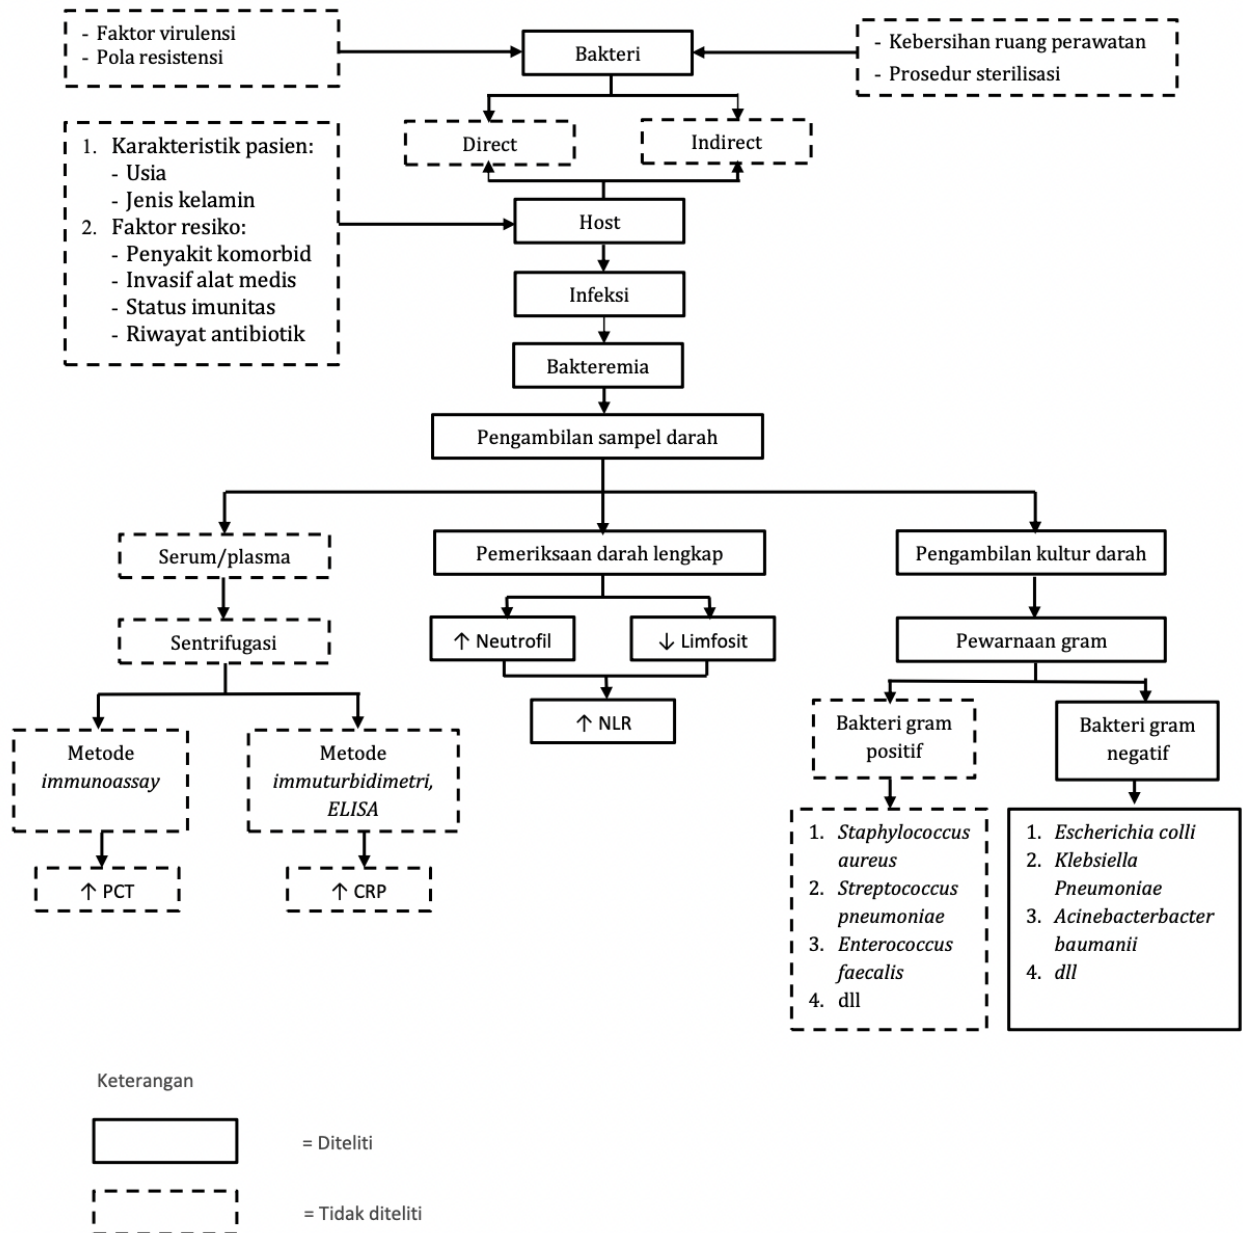 - Faktor virulensi
- Pola resistensi
Bakteri
- Kebersihan ruang perawatan
- Prosedur sterilisasi
Direct
Indirect
1. Karakteristik pasien:
- Usia
- Jenis kelamin
2. Faktor resiko:
- Penyakit komorbid
- Invasif alat medis
- Status imunitas
- Riwayat antibiotik
Host
Infeksi
Bakteremia
Pengambilan sampel darah
Serum/plasma
Pemeriksaan darah lengkap
Pengambilan kultur darah
Sentrifugasi
↑ Neutrofil
↓ Limfosit
Pewarnaan gram
Metode
immunoassay
Metode
immuturbidimetri,
ELISA
↑ NLR
Bakteri gram
positif
Bakteri gram
negatif
↑ PCT
↑ CRP
1. Staphylococcus
aureus
2. Streptococcus
pneumoniae
3. Enterococcus
faecalis
4. dll
1. Escherichia colli
2. Klebsiella
Pneumoniae
3. Acinebacterbacter
baumanii
4. dll
Keterangan
= Diteliti
= Tidak diteliti